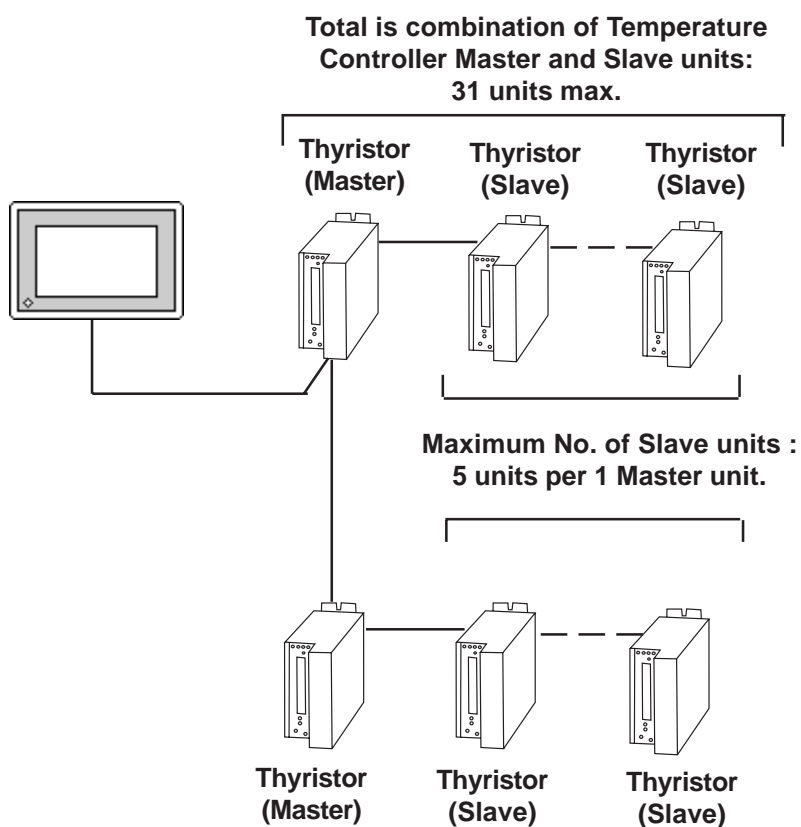 Total is combination of Temperature
Controller Master and Slave units:
31 units max.
Thyristor
(Master)
Thyristor
(Slave)
Thyristor
(Slave)
Maximum No. of Slave units :
5 units per 1 Master unit.
Thyristor
(Master)
Thyristor
(Slave)
Thyristor
(Slave)